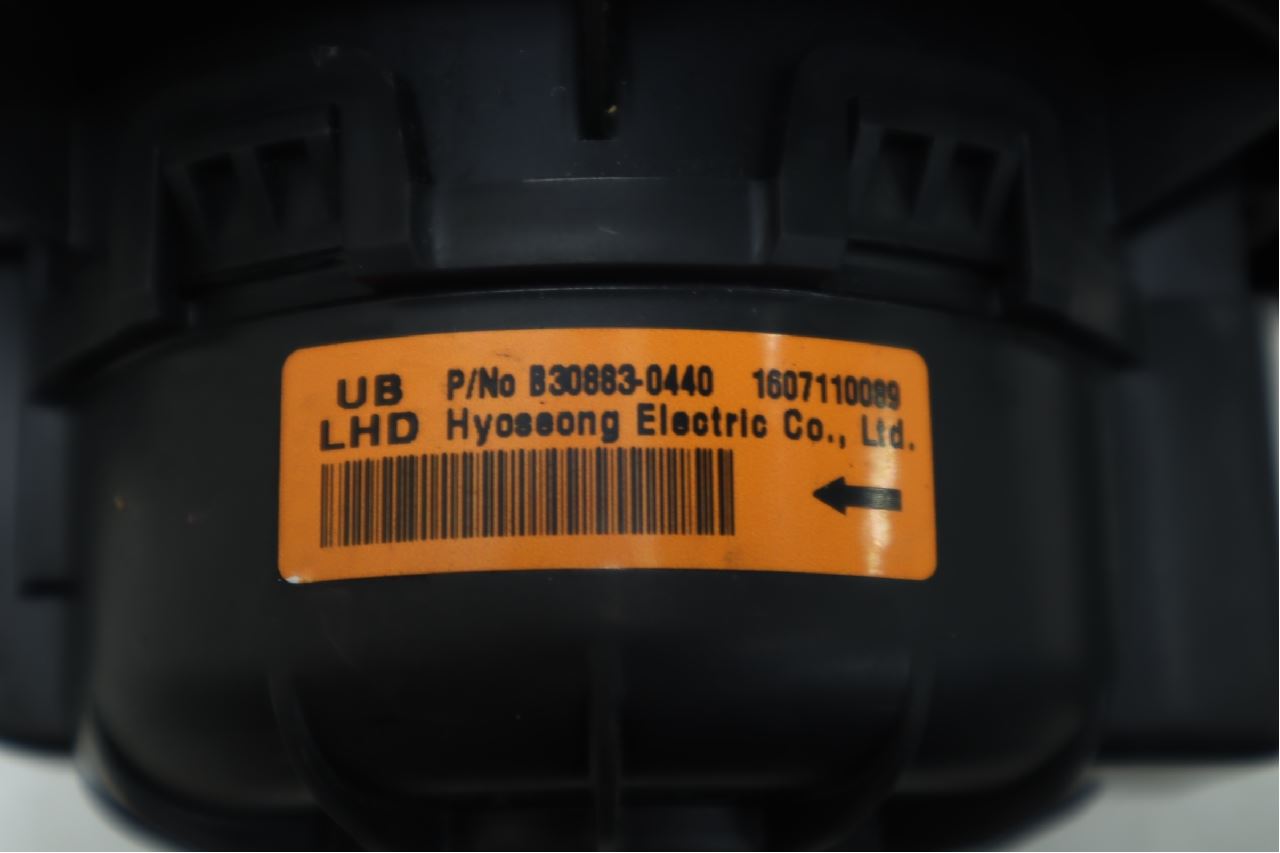 UB P/No B30883-0440 1607110089
LHD Hyoseong Electric Co., Ltd.